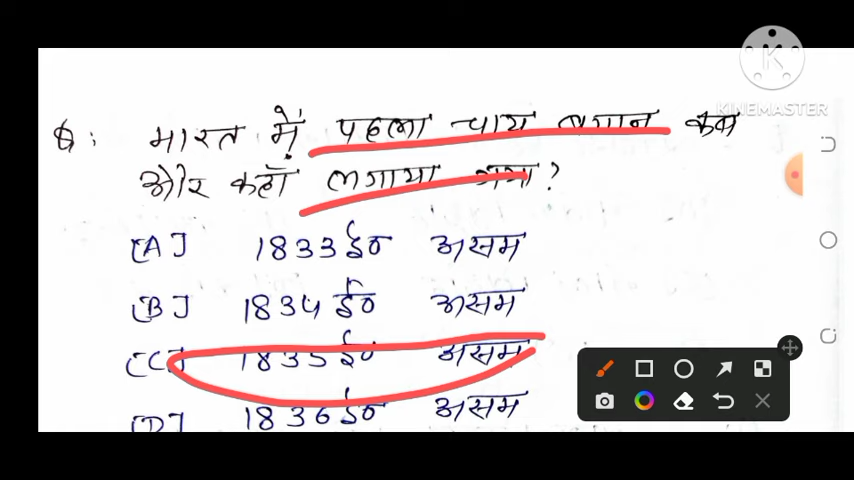 Q: भारत में पहला चाय बगान कब
और कहाँ लगाया गया?
[A] 1833 ई० असम
[B] 1834 ई० असम
[C] 1835 ई० असम
[D] 1836 ई० असम
KINEMASTER